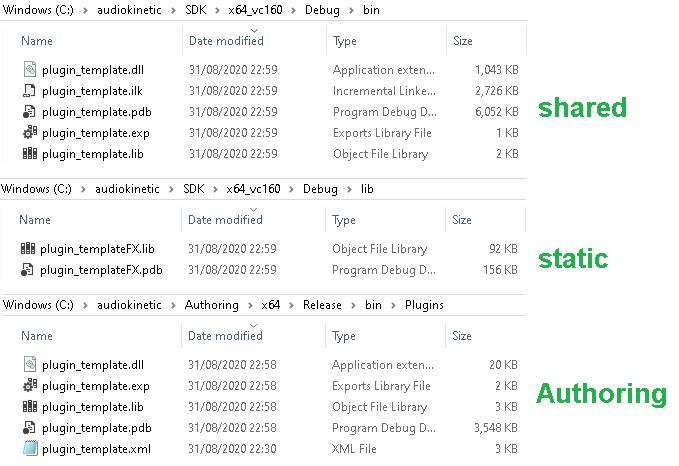 Windows (C:) > audiokinetic > SDK > x64_vc160 > Debug > bin
Name Date modified Type Size
plugin_template.dll 31/08/2020 22:59 Application exten... 1,043 KB
plugin_template.ilk 31/08/2020 22:59 Incremental Linke... 2,726 KB
plugin_template.pdb 31/08/2020 22:59 Program Debug D... 6,052 KB
shared
plugin_template.exp 31/08/2020 22:59 Exports Library File 1 KB
plugin_template.lib 31/08/2020 22:59 Object File Library 2 KB
Windows (C:) > audiokinetic > SDK > x64_vc160 > Debug > lib
Name Date modified Type Size
plugin_templateFX.lib 31/08/2020 22:59 Object File Library 92 KB
static
plugin_templateFX.pdb 31/08/2020 22:59 Program Debug D... 156 KB
Windows (C:) > audiokinetic > Authoring > x64 > Release > bin > Plugins
Name Date modified Type Size
plugin_template.dll 31/08/2020 22:58 Application exten... 20 KB
plugin_template.exp 31/08/2020 22:58 Exports Library File 2 KB
Authoring
plugin_template.lib 31/08/2020 22:58 Object File Library 3 KB
plugin_template.pdb 31/08/2020 22:58 Program Debug D... 3,548 KB
plugin_template.xml 31/08/2020 22:30 XML File 3 KB